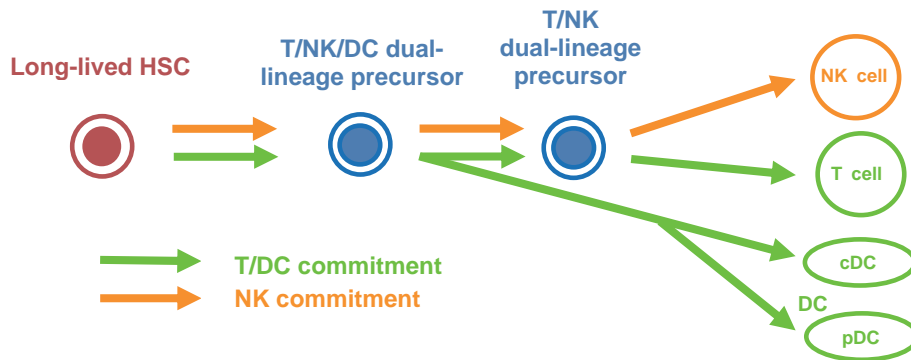 Long-lived HSC
T/NK/DC dual-
lineage precursor
T/NK
dual-lineage
precursor
NK cell
T cell
cDC
DC
pDC
T/DC commitment
NK commitment